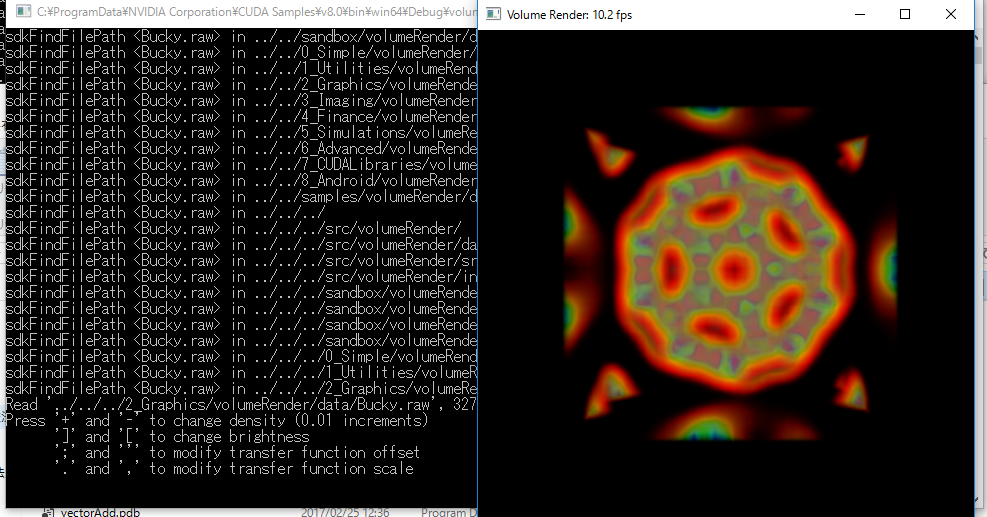 C:¥ProgramData¥NVIDIA Corporation¥CUDA Samples¥v8.0¥bin¥win64¥Debug¥volum
Volume Render: 10.2 fps
sdkFindFilePath <Bucky.raw> in ../../sandbox/volumeRender/d
sdkFindFilePath <Bucky.raw> in ../../0_Simple/volumeRender/
sdkFindFilePath <Bucky.raw> in ../../1_Utilities/volumeRend
sdkFindFilePath <Bucky.raw> in ../../2_Graphics/volumeRende
sdkFindFilePath <Bucky.raw> in ../../3_Imaging/volumeRender
sdkFindFilePath <Bucky.raw> in ../../4_Finance/volumeRender
sdkFindFilePath <Bucky.raw> in ../../5_Simulations/volumeRe
sdkFindFilePath <Bucky.raw> in ../../6_Advanced/volumeRende
sdkFindFilePath <Bucky.raw> in ../../7_CUDALibraries/volume
sdkFindFilePath <Bucky.raw> in ../../8_Android/volumeRender
sdkFindFilePath <Bucky.raw> in ../../samples/volumeRender/d
sdkFindFilePath <Bucky.raw> in ../../../
sdkFindFilePath <Bucky.raw> in ../../../src/volumeRender/
sdkFindFilePath <Bucky.raw> in ../../../src/volumeRender/da
sdkFindFilePath <Bucky.raw> in ../../../src/volumeRender/sr
sdkFindFilePath <Bucky.raw> in ../../../src/volumeRender/in
sdkFindFilePath <Bucky.raw> in ../../../sandbox/volumeRende
sdkFindFilePath <Bucky.raw> in ../../../sandbox/volumeRende
sdkFindFilePath <Bucky.raw> in ../../../sandbox/volumeRende
sdkFindFilePath <Bucky.raw> in ../../../sandbox/volumeRende
sdkFindFilePath <Bucky.raw> in ../../../0_Simple/volumeRend
sdkFindFilePath <Bucky.raw> in ../../../1_Utilities/volumeR
sdkFindFilePath <Bucky.raw> in ../../../2_Graphics/volumeRe
Read '../../../2_Graphics/volumeRender/data/Bucky.raw', 327
Press '+' and '-' to change density (0.01 increments)
']' and '[' to change brightness
';' and ''' to modify transfer function offset
'.' and ',' to modify transfer function scale
vectorAdd.pdb 2017/02/25 12:36 Program D